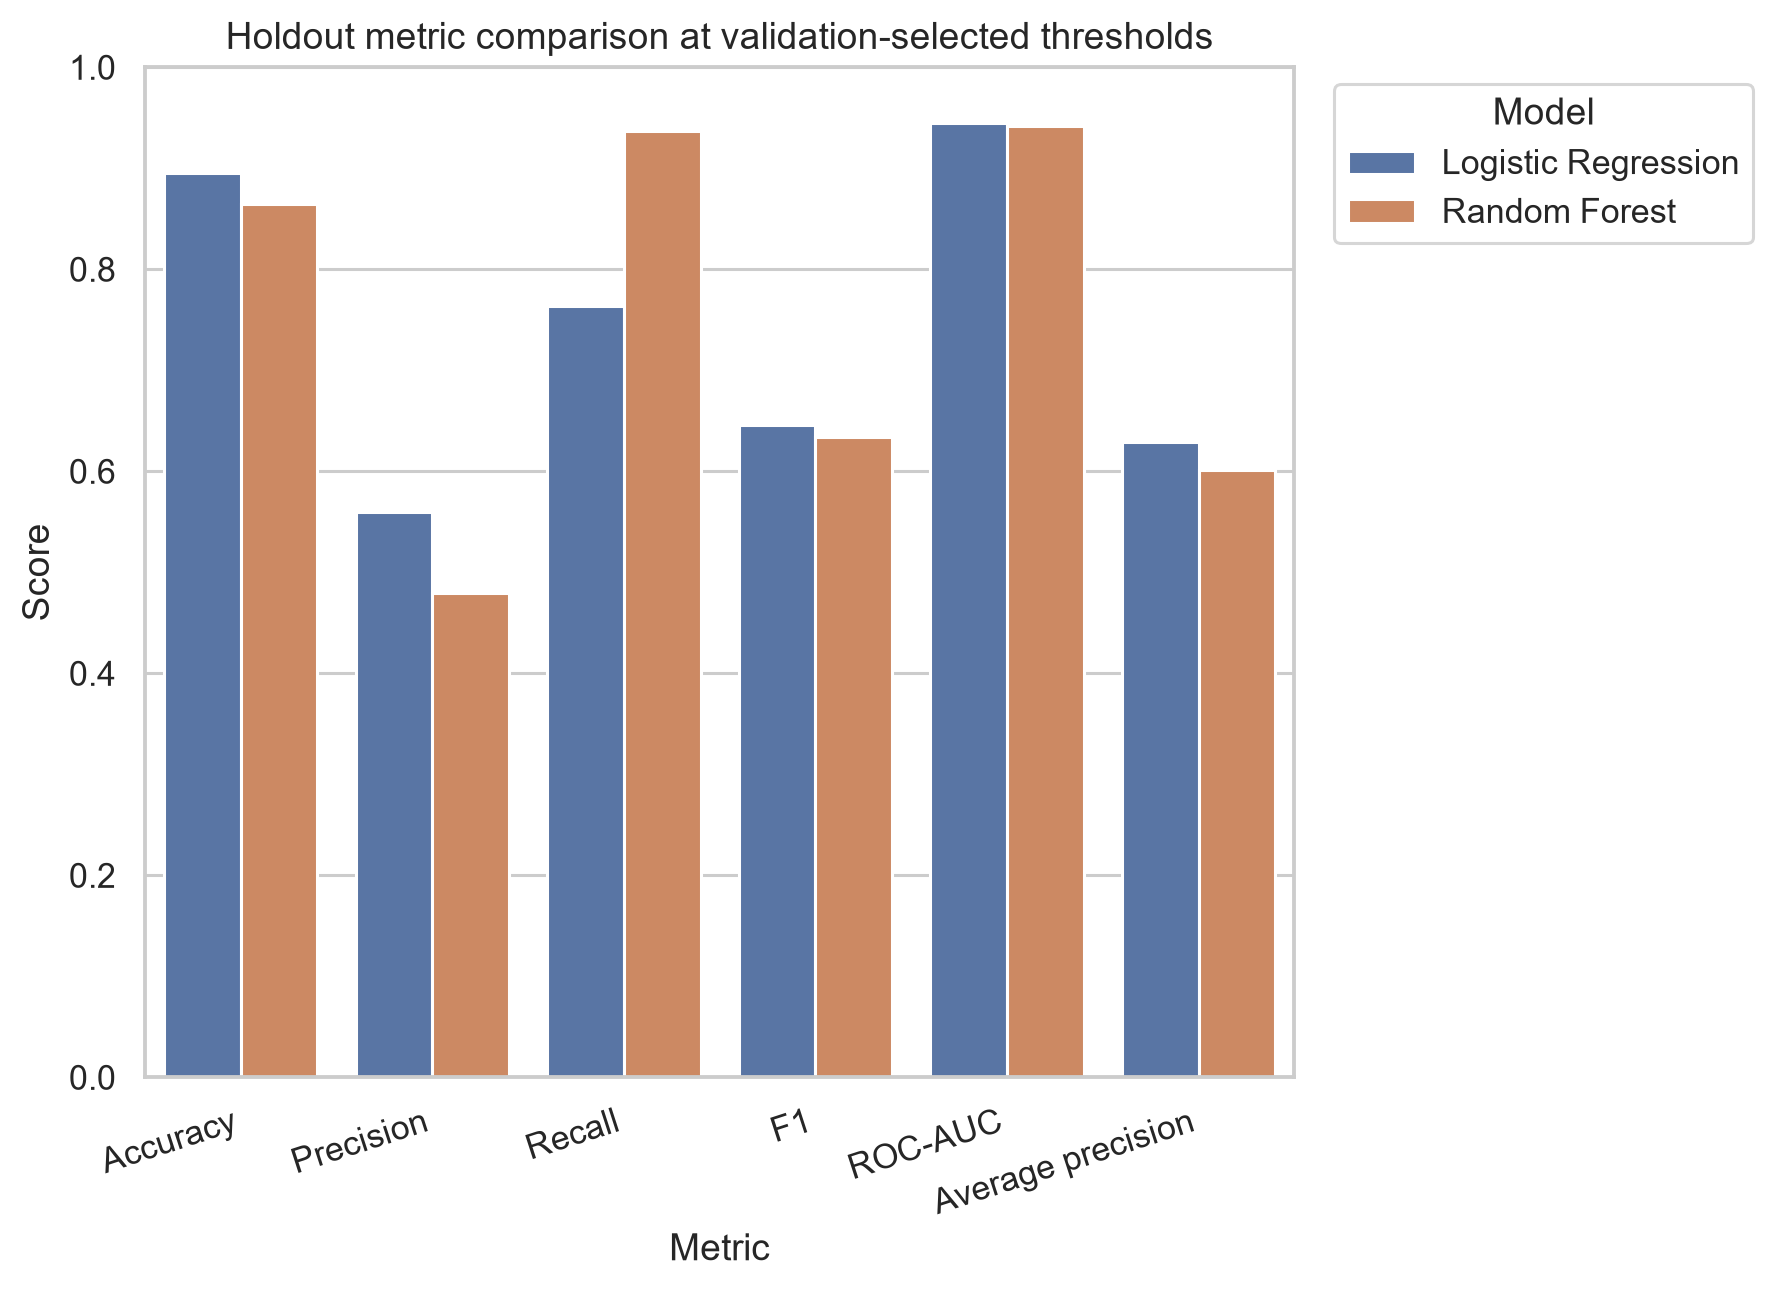 Holdout metric comparison at validation-selected thresholds
1.0
0.8
0.6
0.4
0.2
0.0
Score
Accuracy
Precision
Recall
F1
ROC-AUC
Average precision
Metric
Model
Logistic Regression
Random Forest